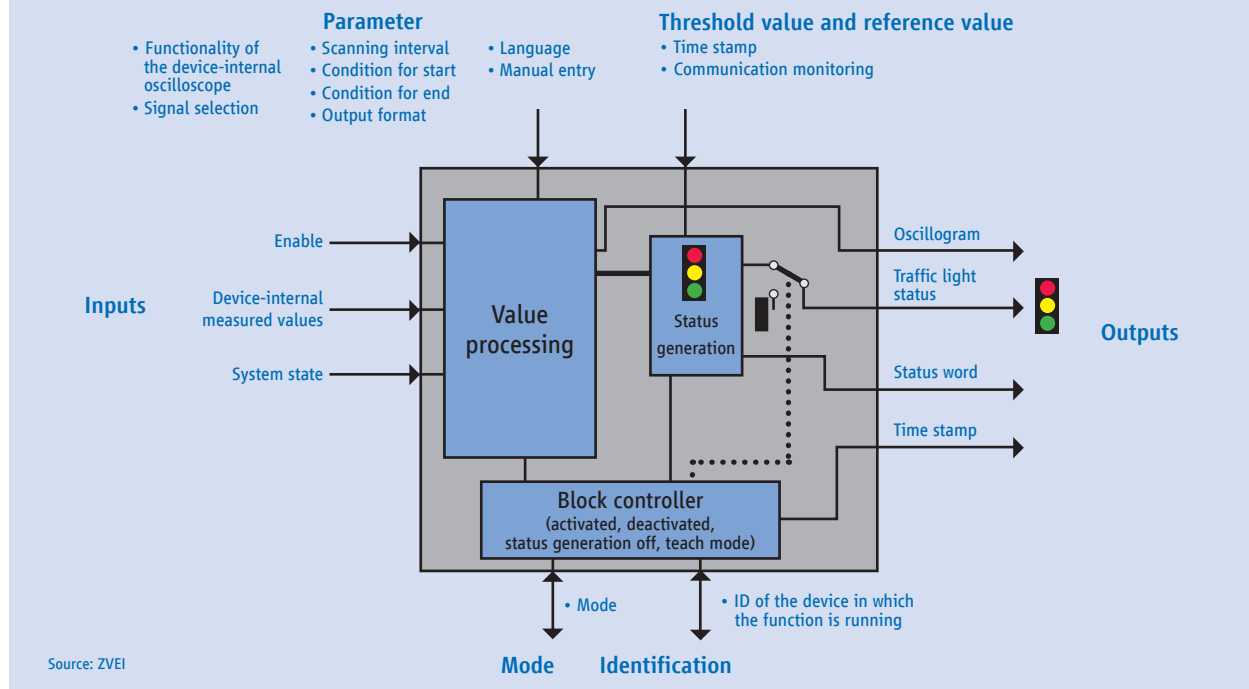 Parameter
• Functionality of
the device-internal
oscilloscope
• Signal selection
• Scanning interval
• Condition for start
• Condition for end
• Output format
• Language
• Manual entry
Threshold value and reference value
• Time stamp
• Communication monitoring
Inputs
Enable
Device-internal
measured values
System state
Value
processing
Status
generation
Block controller
(activated, deactivated,
status generation off, teach mode)
Oscillogram
Traffic light
status
Status word
Time stamp
Outputs
• Mode
• ID of the device in which
the function is running
Mode
Identification
Source: ZVEI